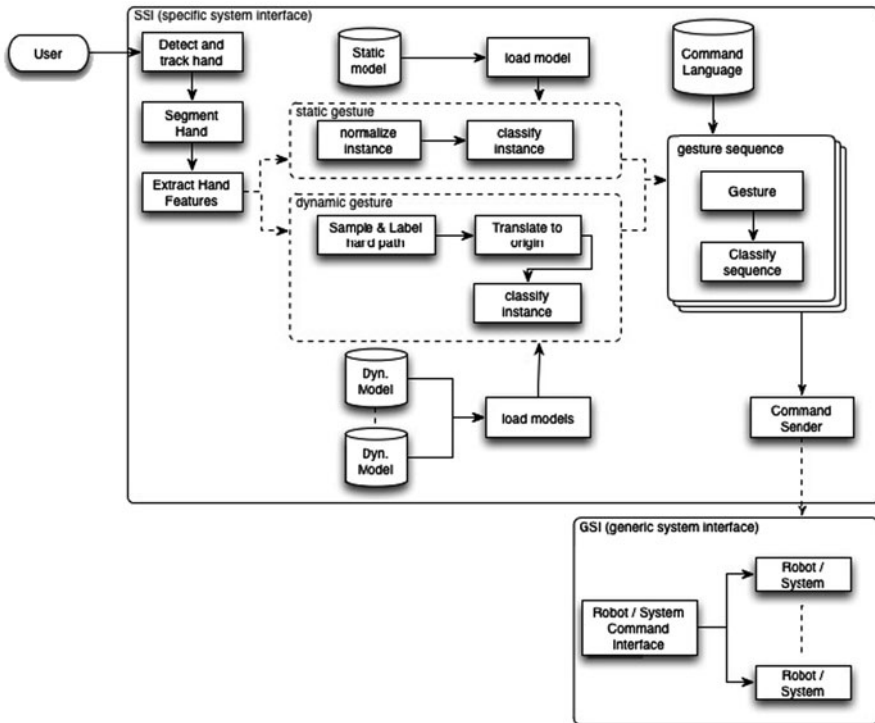 SSI (specific system interface)
User
Detect and
track hand
Static
model
load model
Command
Language
Segment
Hand
static gesture
normalize
instance
classify
instance
gesture sequence
Extract Hand
Features
Gesture
dynamic gesture
Sample & Label
hard path
Translate to
origin
Classify
sequence
classify
instance
Dyn.
Model
load models
Command
Sender
Dyn.
Model
GSI (generic system interface)
Robot /
System
Robot / System
Command
Interface
Robot /
System